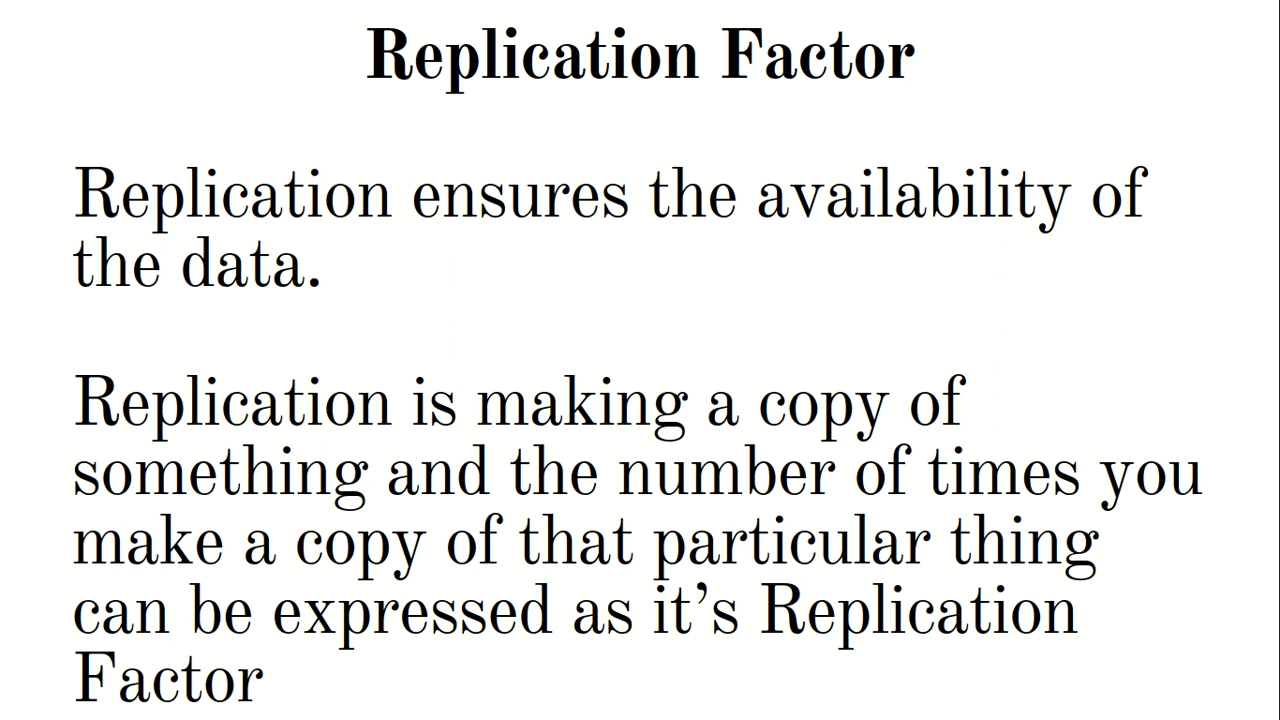 Replication Factor
Replication ensures the availability of
the data.
Replication is making a copy of
something and the number of times you
make a copy of that particular thing
can be expressed as it’s Replication
Factor